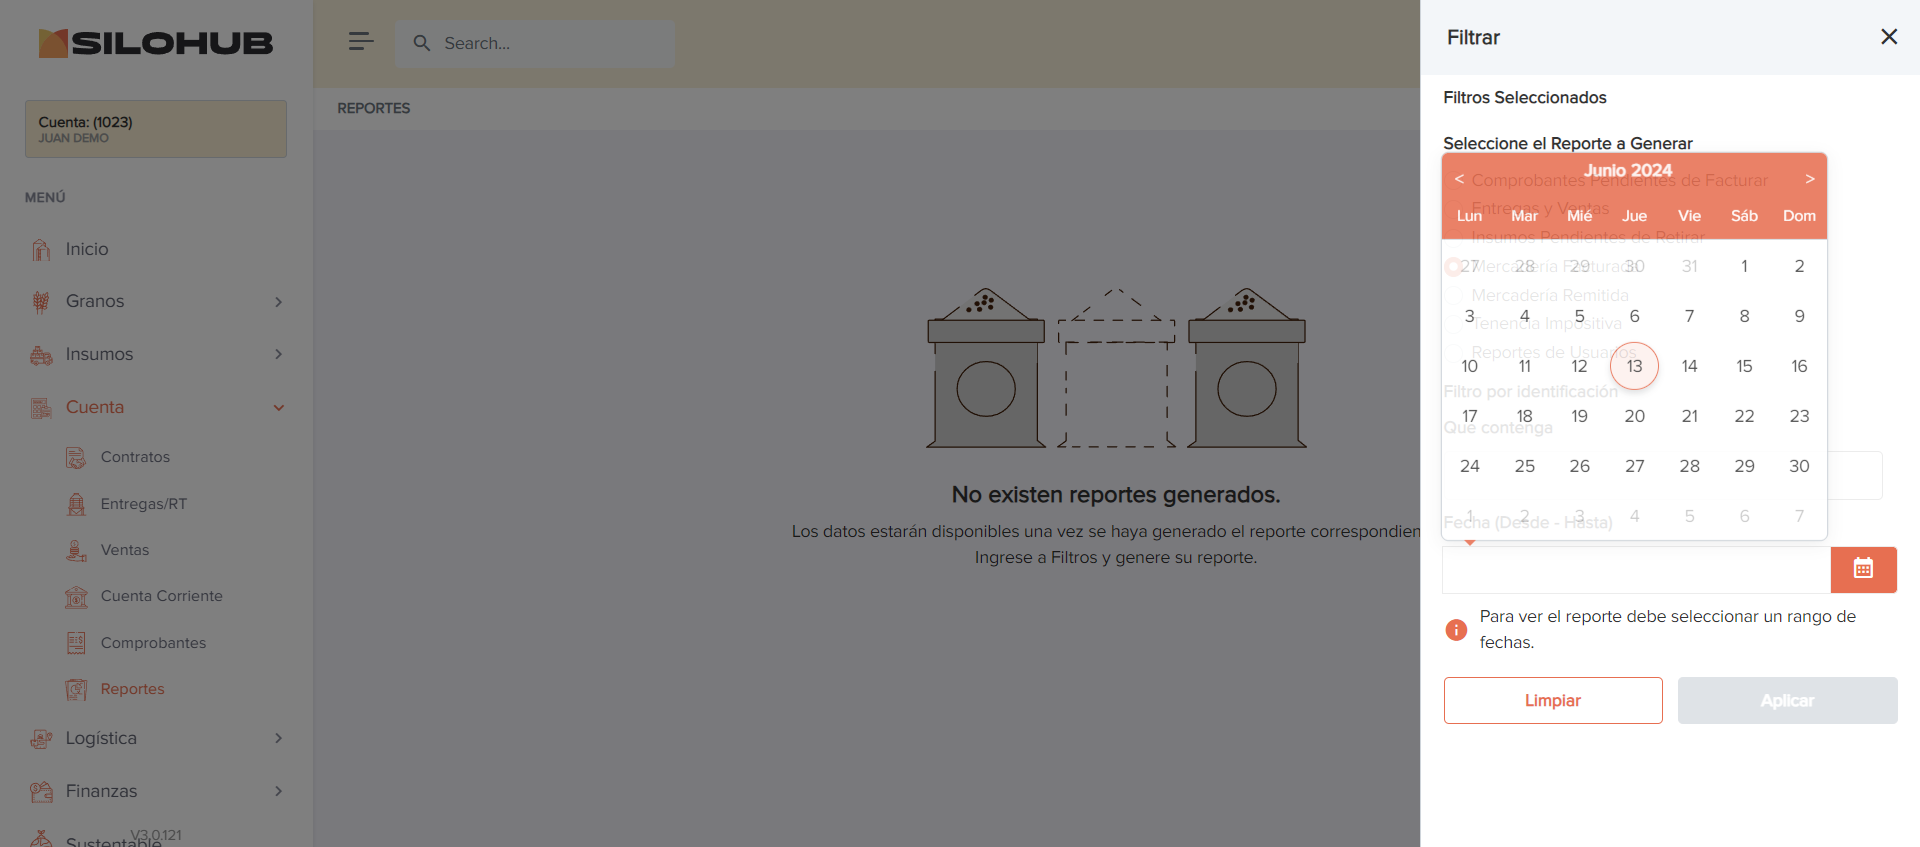 SILOHUB
Search...
Cuenta: (1023)
JUAN DEMO
MENÚ
Inicio
Granos
Insumos
Cuenta
Contratos
Entregas/RT
Ventas
Cuenta Corriente
Comprobantes
Reportes
Logística
Finanzas
Sustentable
V3.0.121
REPORTES
No existen reportes generados.
Los datos estarán disponibles una vez se haya generado el reporte correspondien
Ingrese a Filtros y genere su reporte.
Filtrar
Filtros Seleccionados
Seleccione el Reporte a Generar
Junio 2024
< Comprobantes Pendientes de Facturar >
Entregas y Ventas
Lun Mar Mié Jue Vie Sáb Dom
Insumos Pendientes de Retirar
27 28 29 30 31 1 2
Mercadería Facturada
Mercadería Remitida
3 4 5 6 7 8 9
Tenencia Impositiva
Reportes de Usuarios
10 11 12 13 14 15 16
Filtro por identificación
17 18 19 20 21 22 23
Que contenga
24 25 26 27 28 29 30
1 2 3 4 5 6 7
Fecha (Desde - Hasta)
Para ver el reporte debe seleccionar un rango de
fechas.
Limpiar
Aplicar